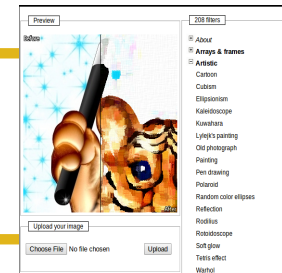 Preview
Before
After
Upload your image
Choose File No file chosen Upload
208 filters
About
Arrays & frames
Artistic
Cartoon
Cubism
Ellipsionism
Kaleidoscope
Kuwahara
Lylejk's painting
Old photograph
Painting
Pen drawing
Polaroid
Random color ellipses
Reflection
Rodilius
Rotoidoscope
Soft glow
Tetris effect
Warhol